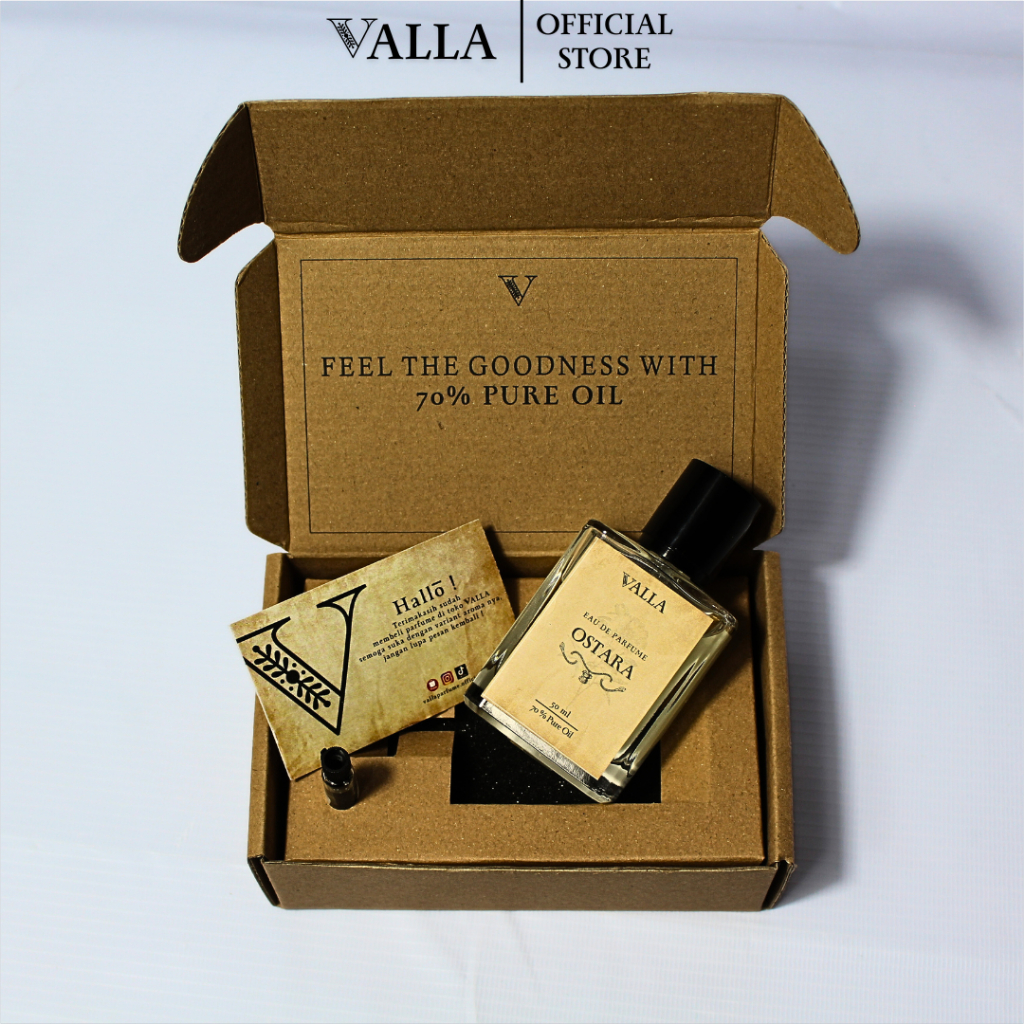 VALLA
OFFICIAL
STORE
V
FEEL THE GOODNESS WITH
70% PURE OIL
Hallō !
Terimakasih sudah
membeli parfume di toko VALLA
semoga suka dengan variant aroma nya,
jangan lupa pesan kembali !
VALLA
EAU DE PARFUME
OSTARA
50 ml
70% Pure Oil